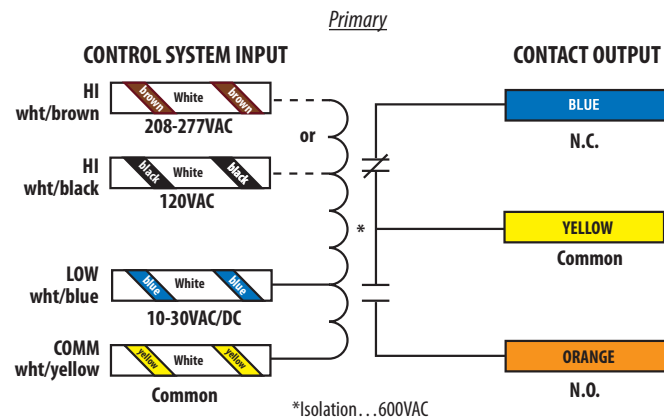 Primary
CONTROL SYSTEM INPUT
CONTACT OUTPUT
HI
wht/brown
brown White brown
208-277VAC
or
BLUE
N.C.
HI
wht/black
black White black
120VAC
*
YELLOW
Common
LOW
wht/blue
blue White blue
10-30VAC/DC
COMM
wht/yellow
yellow White yellow
Common
ORANGE
N.O.
*Isolation...600VAC